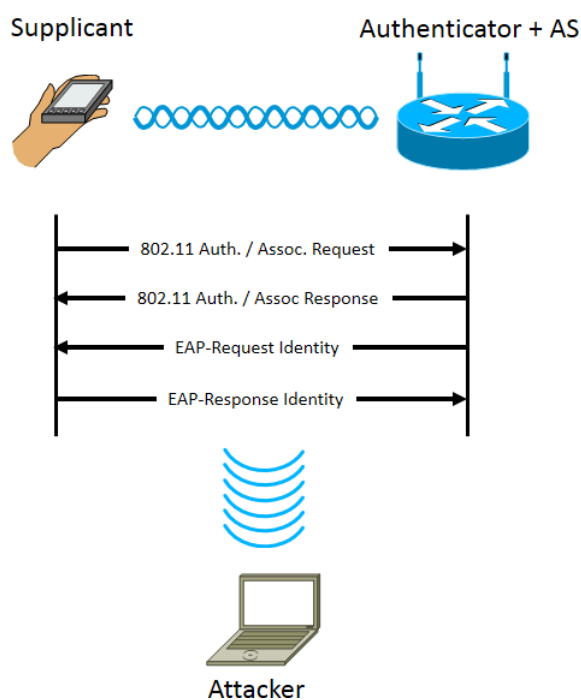 Supplicant
Authenticator + AS
802.11 Auth. / Assoc. Request
802.11 Auth. / Assoc Response
EAP-Request Identity
EAP-Response Identity
Attacker